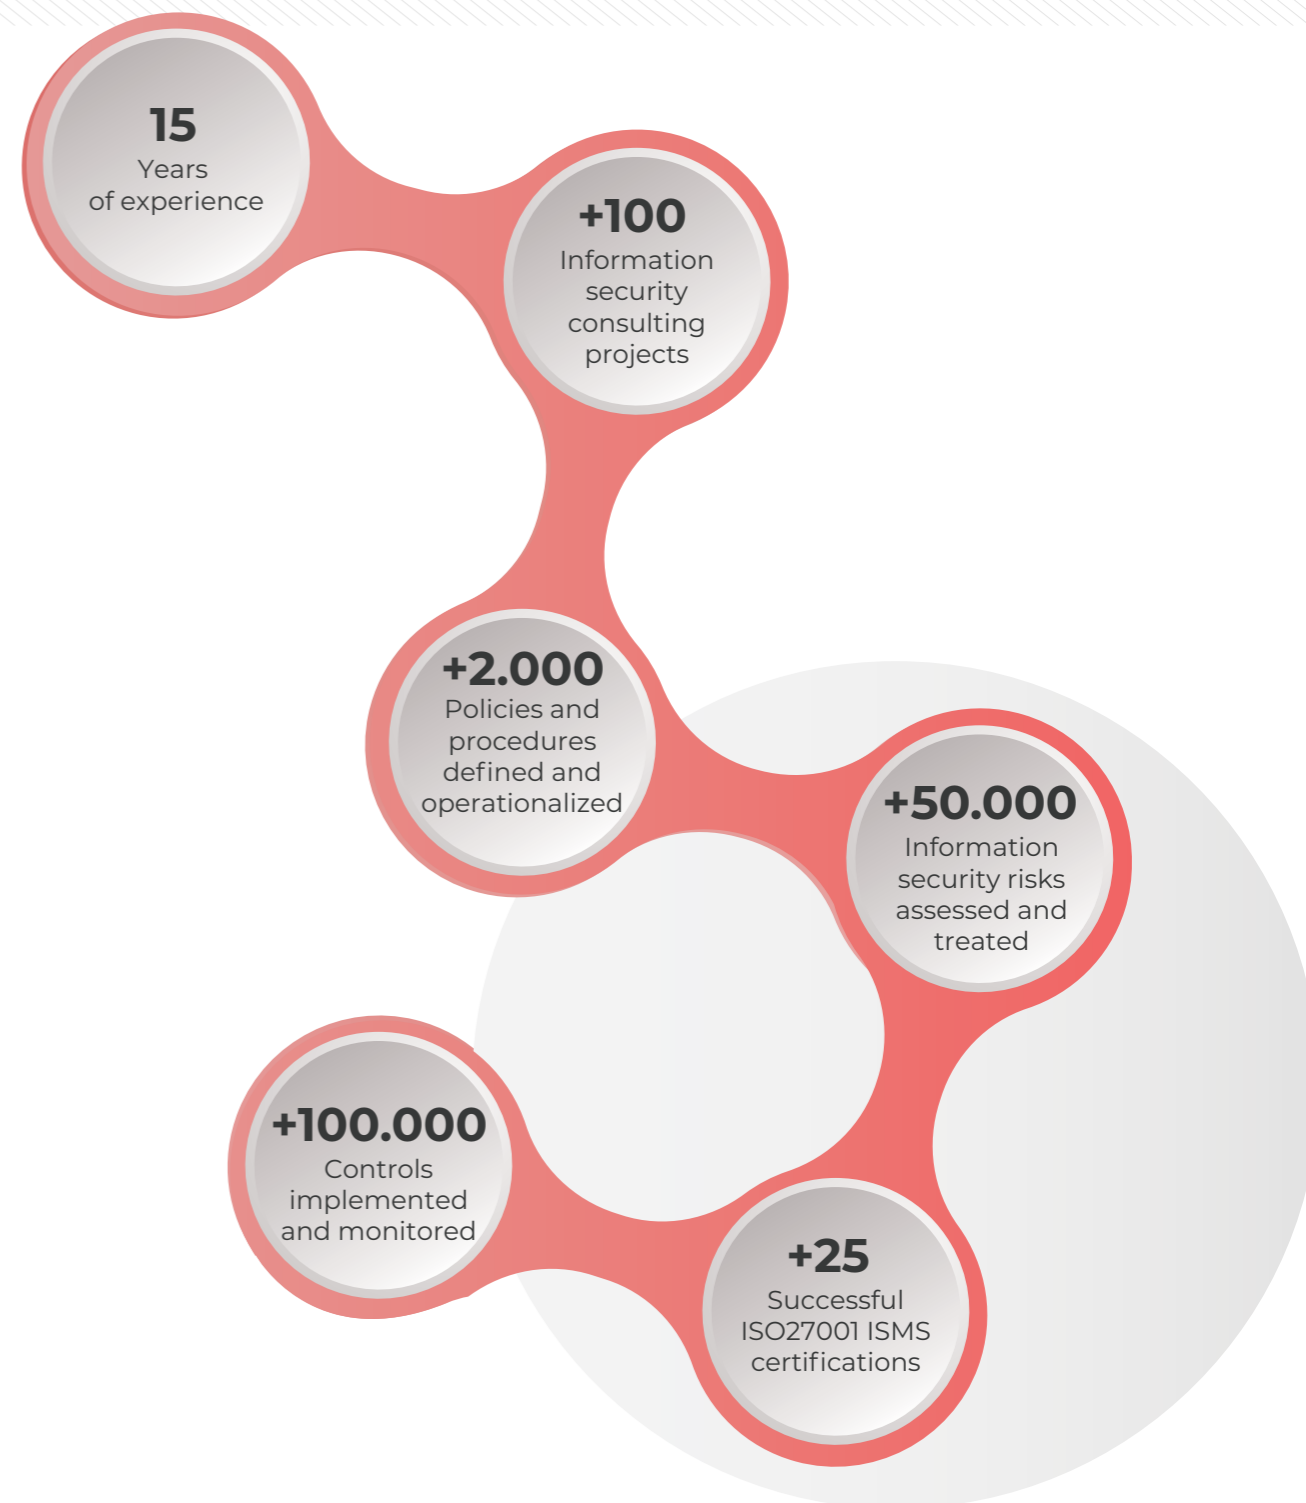 15
Years
of experience
+100
Information
security
consulting
projects
+2.000
Policies and
procedures
defined and
operationalized
+50.000
Information
security risks
assessed and
treated
+100.000
Controls
implemented
and monitored
+25
Successful
ISO27001 ISMS
certifications